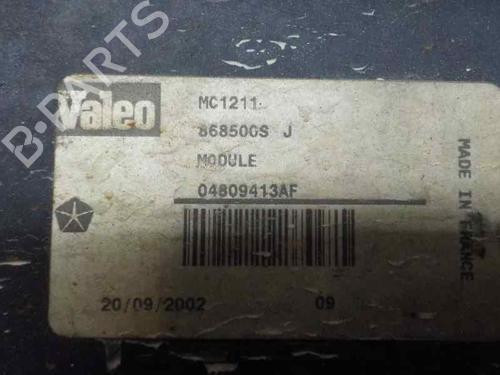 B-PARTS
Valeo
MC1211
868500S J
MODULE
04809413AF
MADE IN FRANCE
20/09/2002 09